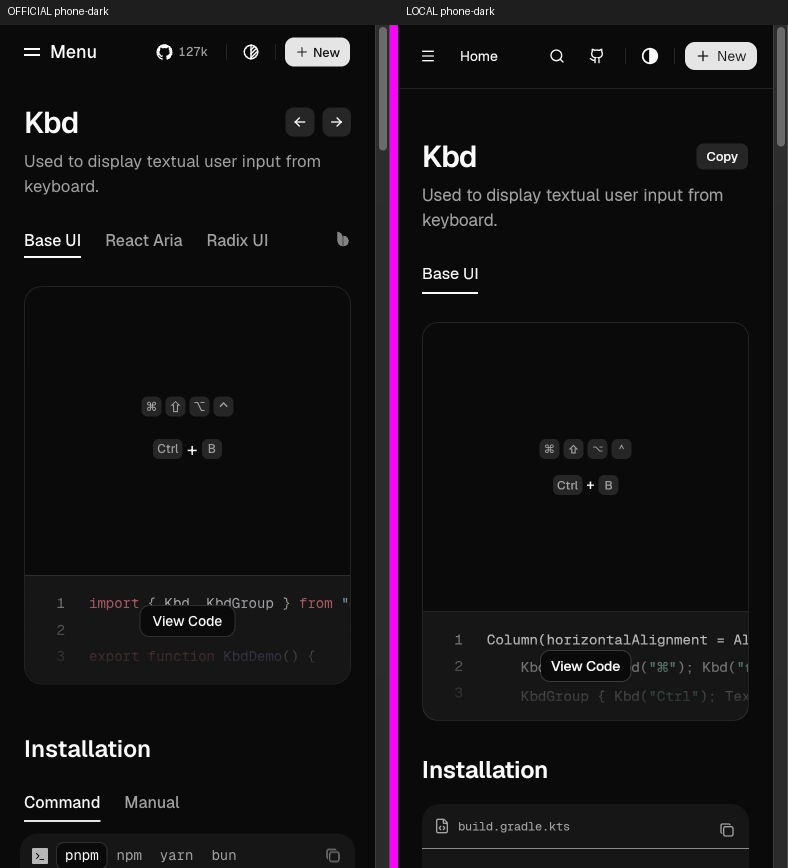 OFFICIAL phone-dark
Menu 127k + New
Kbd
Used to display textual user input from
keyboard.
Base UI React Aria Radix UI
⌘ ⇧ ⌥ ⌃
Ctrl + B
1 import { Kbd, KbdGroup } from "
View Code
2
3 export function KbdDemo() {
Installation
Command Manual
pnpm npm yarn bun
LOCAL phone-dark
Home + New
Kbd
Copy
Used to display textual user input from
keyboard.
Base UI
⌘ ⇧ ⌥ ⌃
Ctrl + B
1 Column(horizontalAlignment = Al
2 Kbd("⌘"); Kbd("
View Code
3 KbdGroup { Kbd("Ctrl"); Tex
Installation
build.gradle.kts